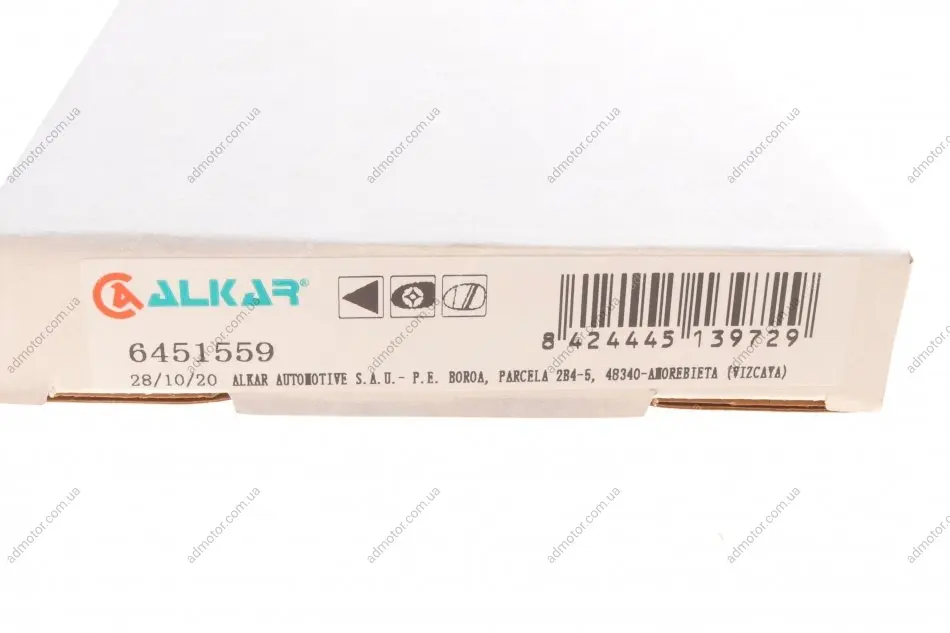 ALKAR®
6451559
8 424445 139729
28/10/20 ALKAR AUTOMOTIVE S.A.U.- P.E. BOROA, PARCELA 2B4-5, 48340-AMOREBIETA (VIZCAYA)
admotor.com.ua